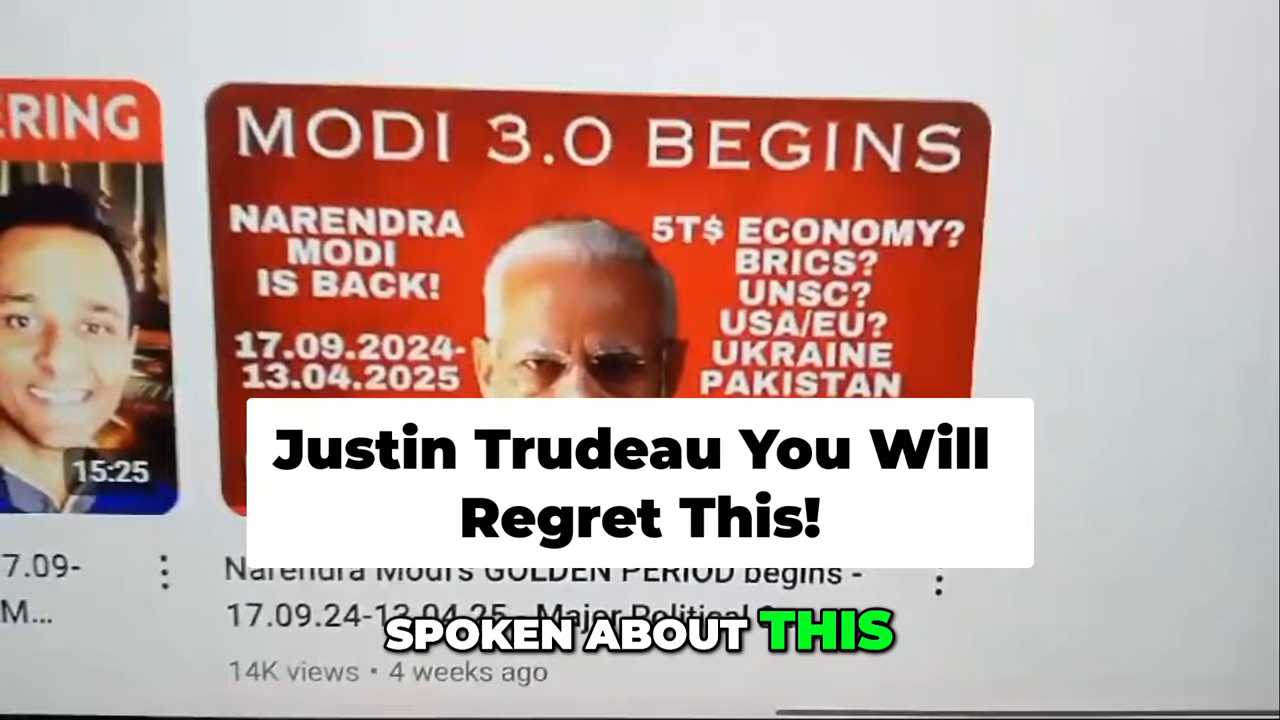 ERING
MODI 3.0 BEGINS
NARENDRA
MODI
IS BACK!
17.09.2024-
13.04.2025
5T$ ECONOMY?
BRICS?
UNSC?
USA/EU?
UKRAINE
PAKISTAN
15:25
Justin Trudeau You Will
Regret This!
7.09-
M...
Narendra Modi's GOLDEN PERIOD begins -
17.09.24-13.04.25 - Major Political
14K views • 4 weeks ago
SPOKEN ABOUT THIS